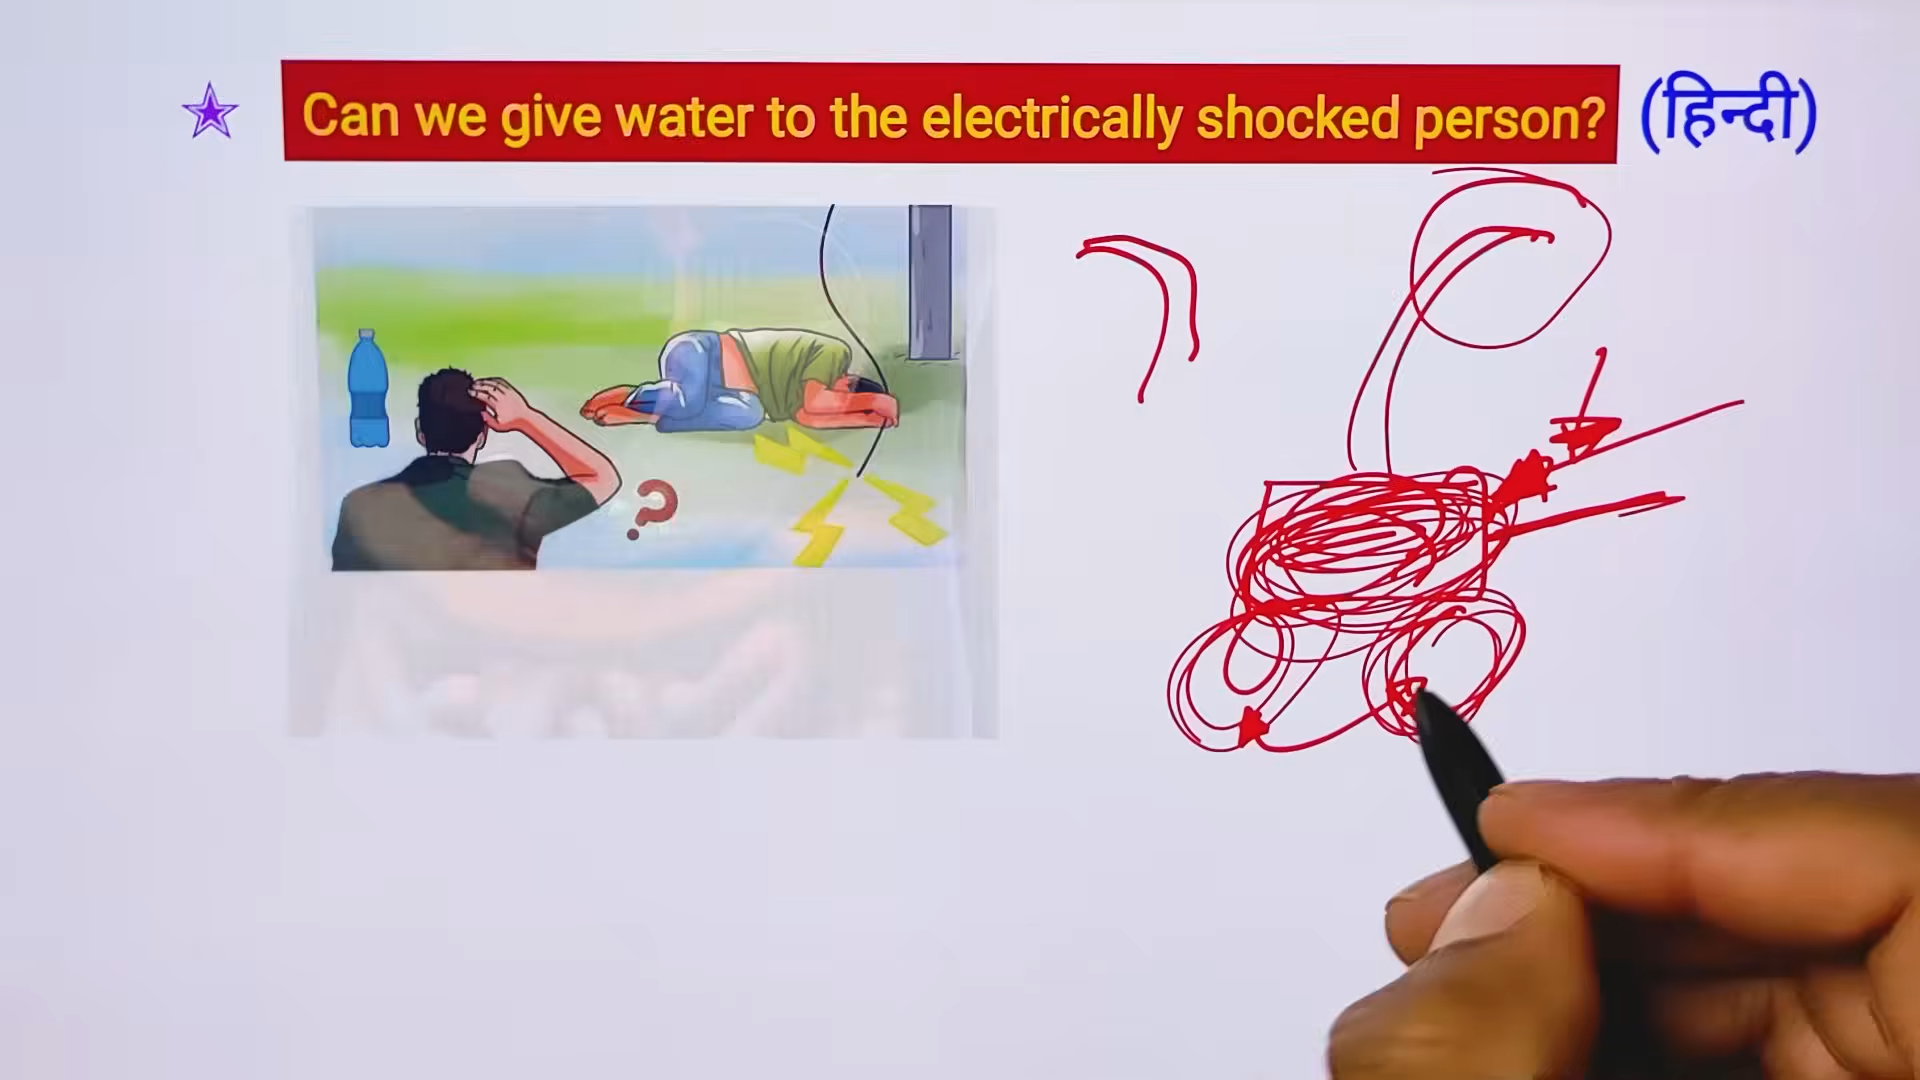 Can we give water to the electrically shocked person? (हिन्दी)
?